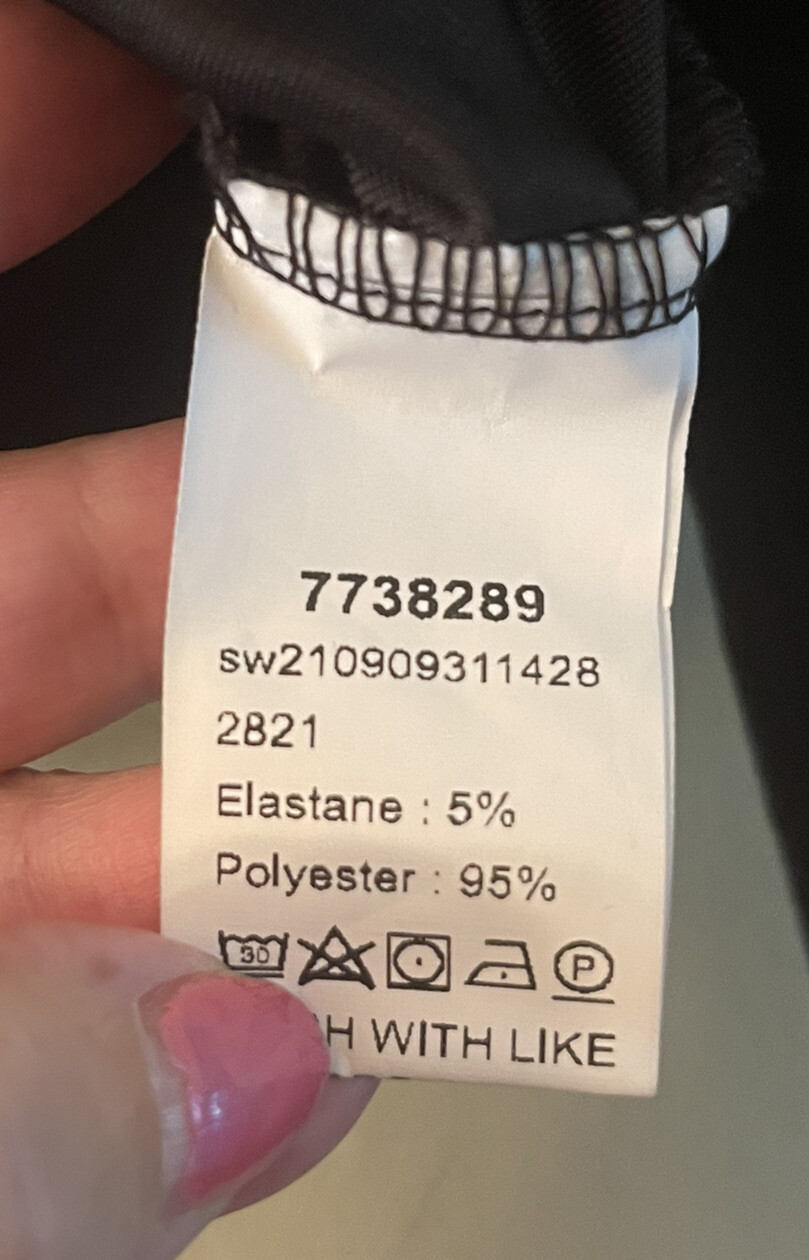 7738289
sw210909311428
2821
Elastane : 5%
Polyester : 95%
30 P
WITH LIKE